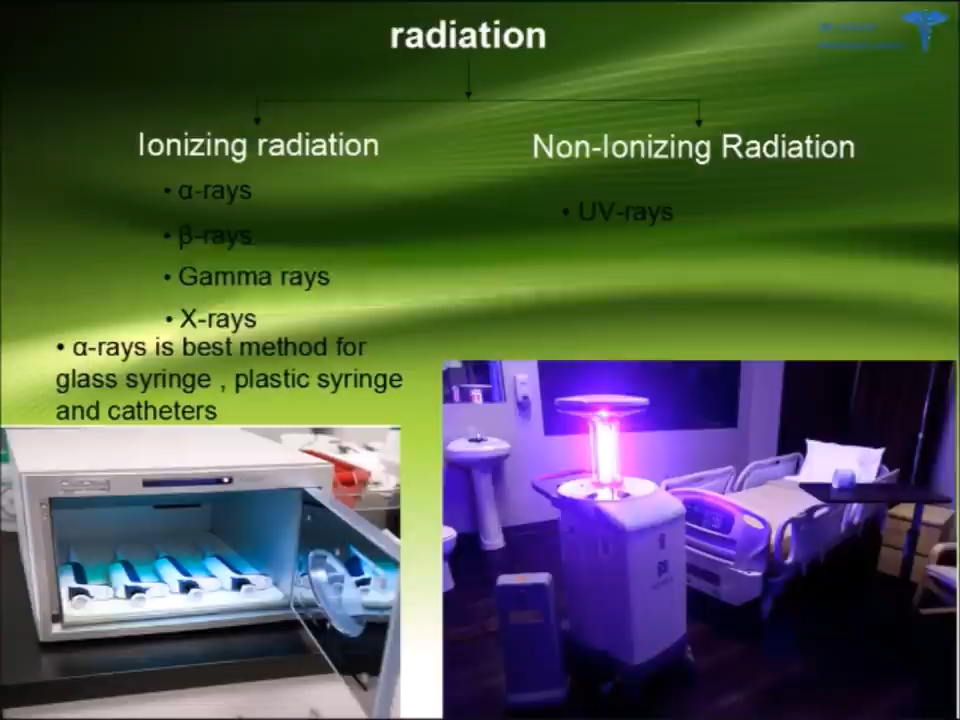 radiation
Ionizing radiation
Non-Ionizing Radiation
• α-rays
• UV-rays
• β-rays
• Gamma rays
• X-rays
• α-rays is best method for
glass syringe , plastic syringe
and catheters